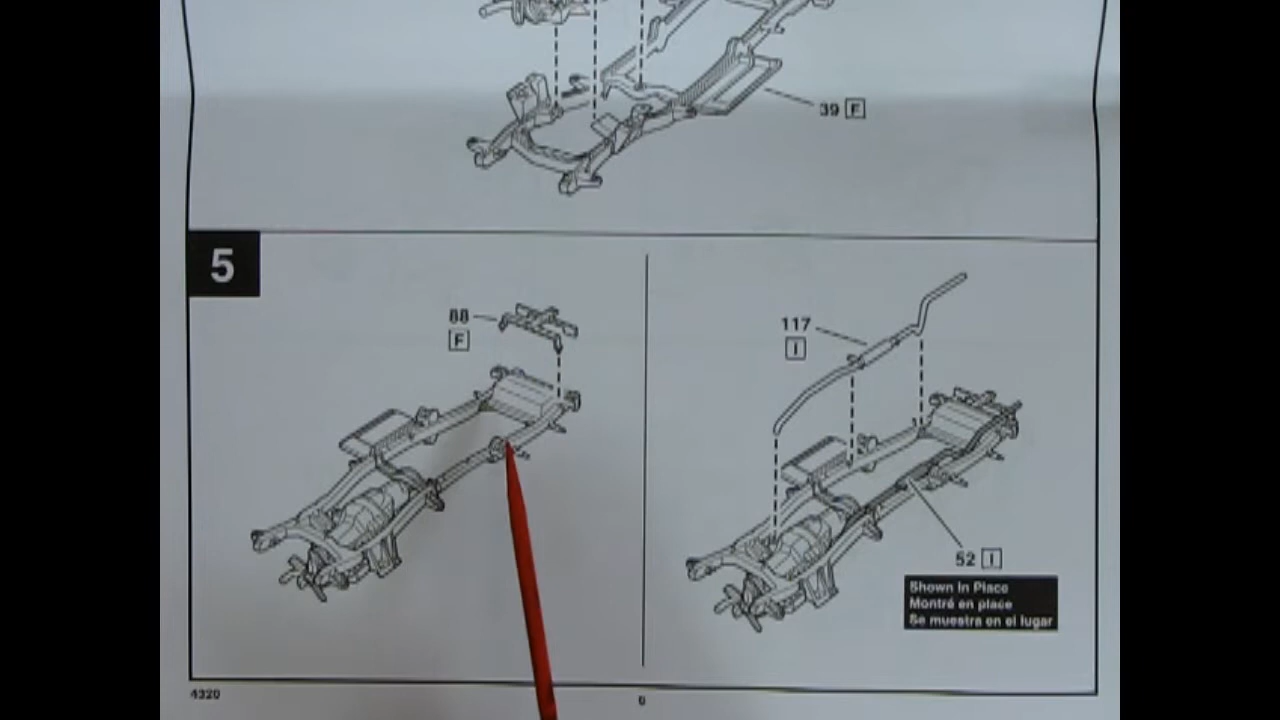 39 F
5
88
F
117
I
52 I
Shown In Place
Montré en place
Se muestra en el lugar
4320
6